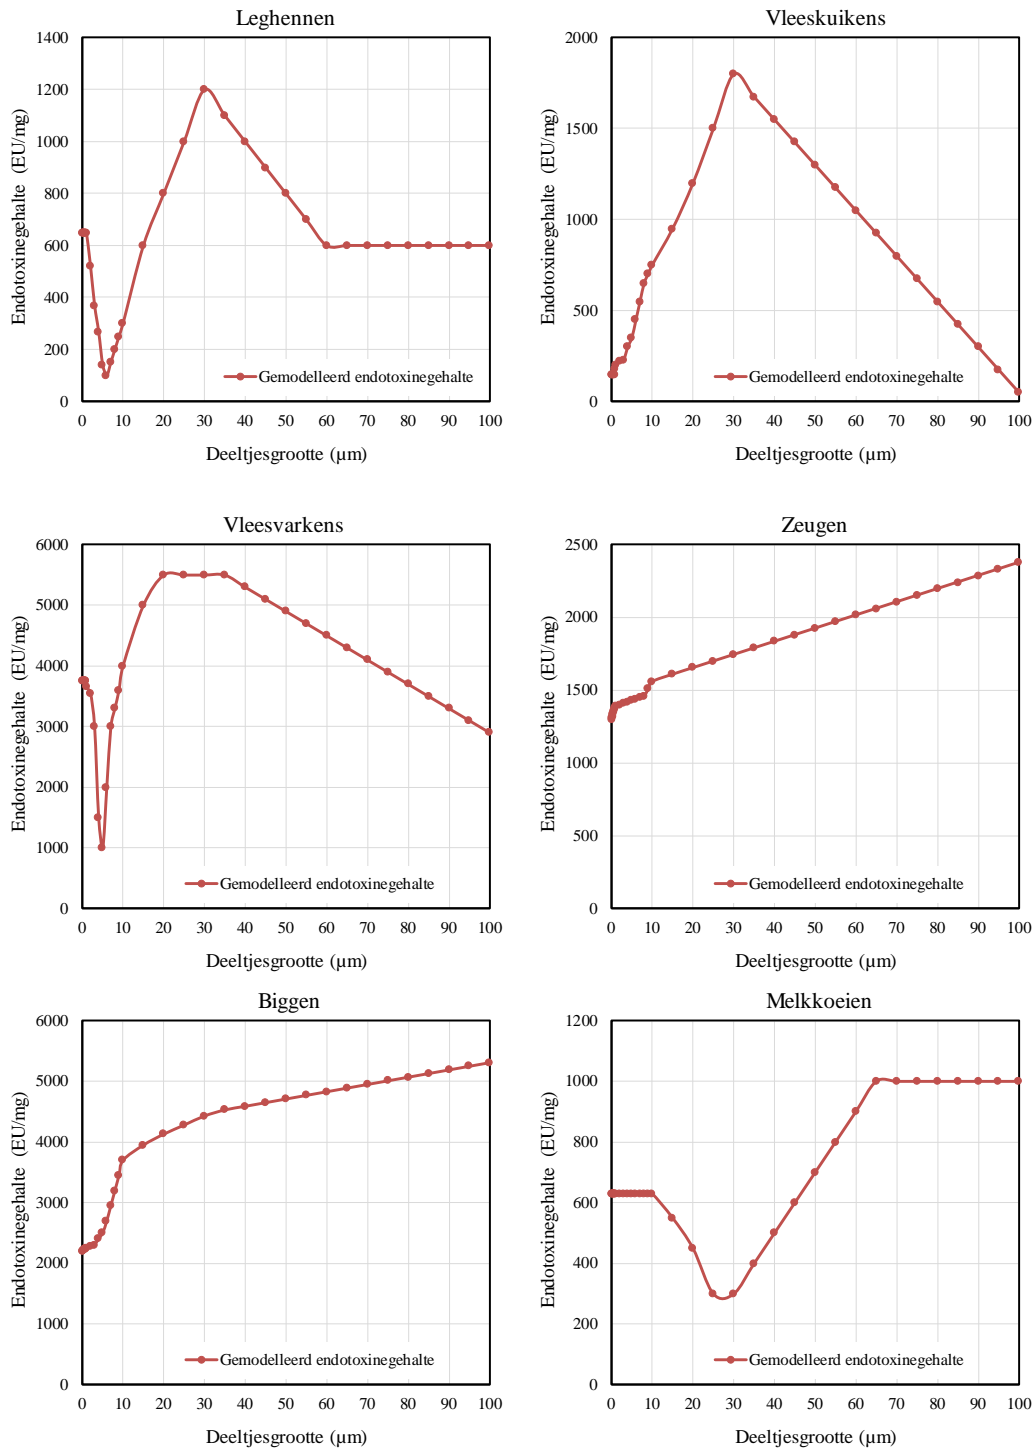 Leghennen
Endotoxinegehalte (EU/mg)
1400
1200
1000
800
600
400
200
0
Gemodelleerd endotoxinegehalte
0 10 20 30 40 50 60 70 80 90 100
Deeltjesgrootte (µm)
Vleeskuikens
Endotoxinegehalte (EU/mg)
2000
1500
1000
500
0
Gemodelleerd endotoxinegehalte
0 10 20 30 40 50 60 70 80 90 100
Deeltjesgrootte (µm)
Vleesvarkens
Endotoxinegehalte (EU/mg)
6000
5000
4000
3000
2000
1000
0
Gemodelleerd endotoxinegehalte
0 10 20 30 40 50 60 70 80 90 100
Deeltjesgrootte (µm)
Zeugen
Endotoxinegehalte (EU/mg)
2500
2000
1500
1000
500
0
Gemodelleerd endotoxinegehalte
0 10 20 30 40 50 60 70 80 90 100
Deeltjesgrootte (µm)
Biggen
Endotoxinegehalte (EU/mg)
6000
5000
4000
3000
2000
1000
0
Gemodelleerd endotoxinegehalte
0 10 20 30 40 50 60 70 80 90 100
Deeltjesgrootte (µm)
Melkkoeien
Endotoxinegehalte (EU/mg)
1200
1000
800
600
400
200
0
Gemodelleerd endotoxinegehalte
0 10 20 30 40 50 60 70 80 90 100
Deeltjesgrootte (µm)